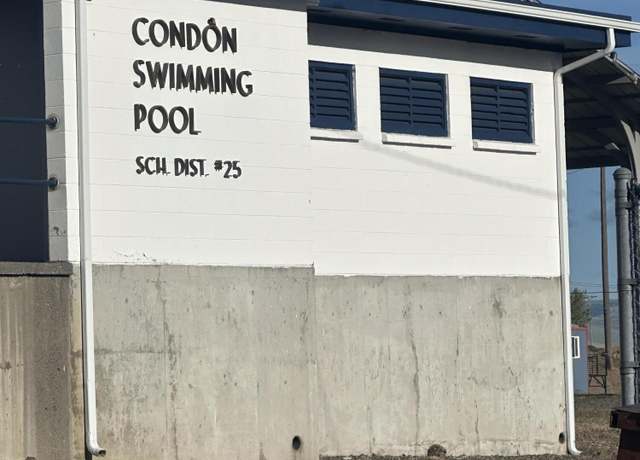 CONDON
SWIMMING
POOL
SCH. DIST. #25